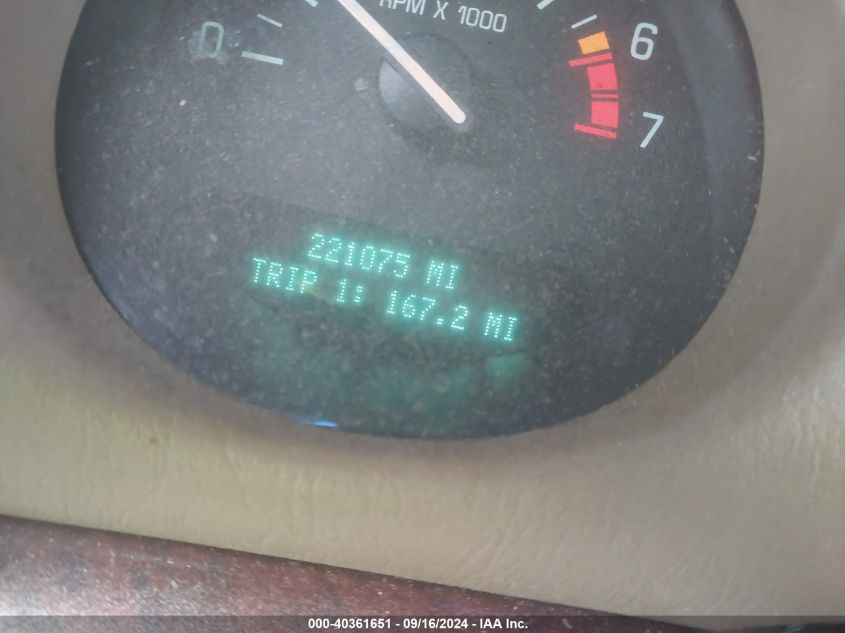 RPM X 1000
0
6
7
221075 MI
TRIP 1: 167.2 MI
000-40361651 - 09/16/2024 - IAA Inc.